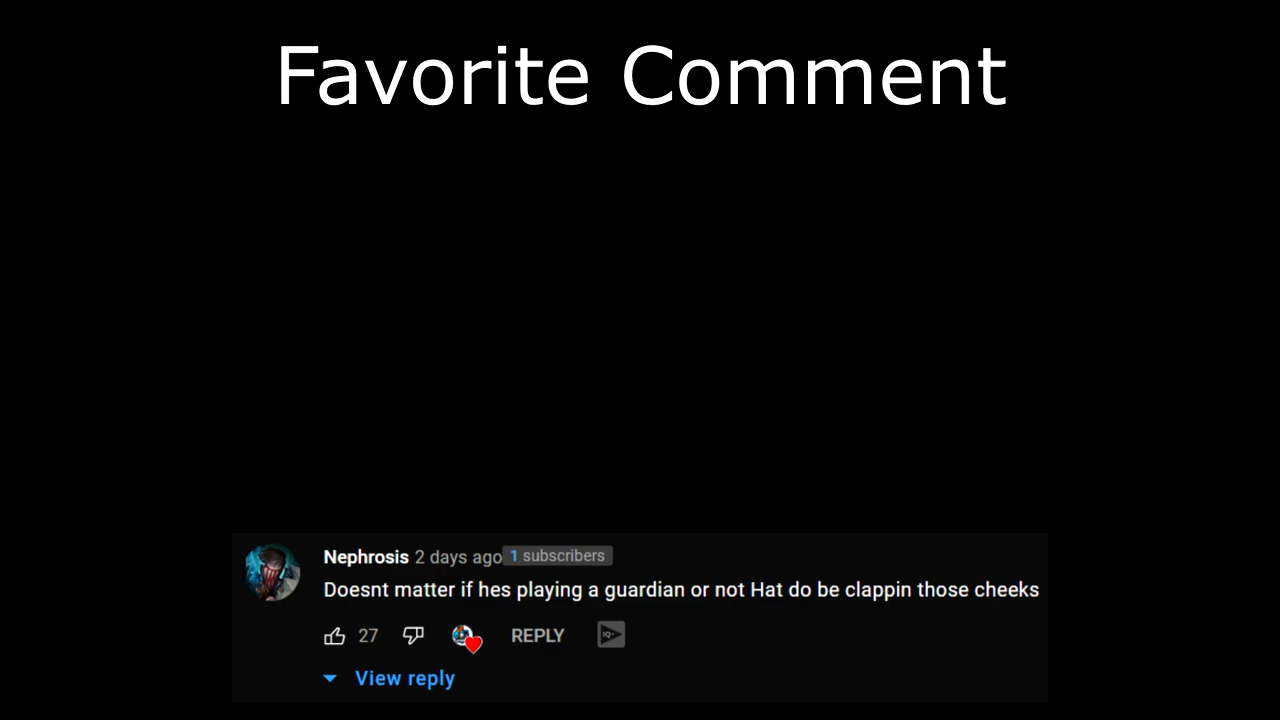 Favorite Comment
Nephrosis 2 days ago 1 subscribers
Doesnt matter if hes playing a guardian or not Hat do be clappin those cheeks
27 REPLY IQ+
View reply